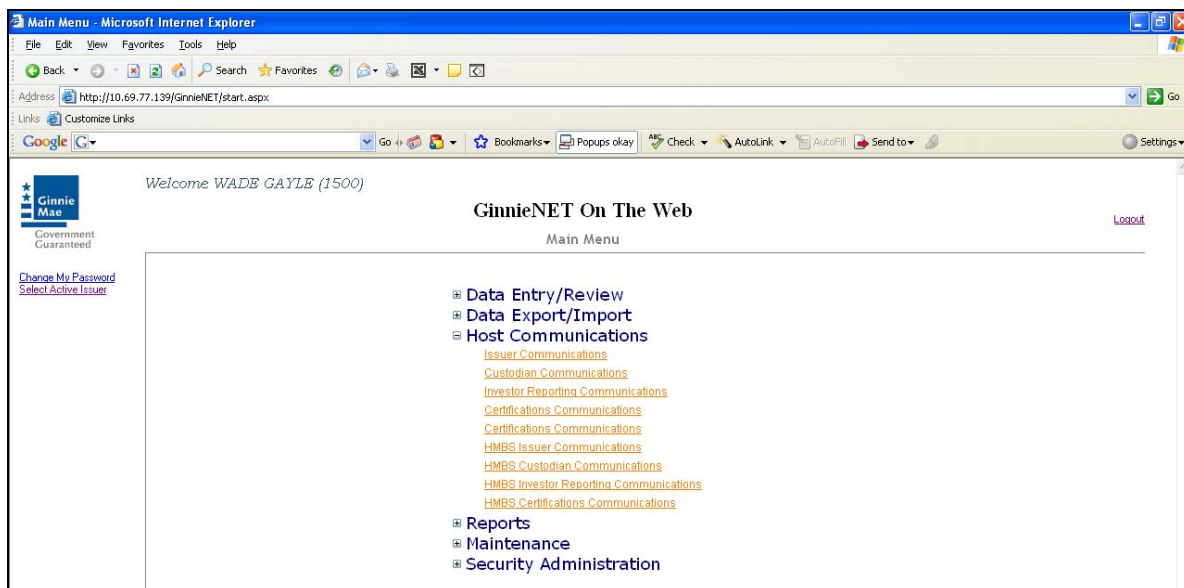 Main Menu - Microsoft Internet Explorer
File Edit View Favorites Tools Help
Back Search Favorites
Address http://10.69.77.139/GinnieNET/start.aspx Go
Links Customize Links
Google G Go Bookmarks Popups okay ABC Check AutoLink AutoFill Send to Settings
Ginnie
Mae
Government
Guaranteed
Welcome WADE GAYLE (1500)
GinnieNET On The Web
Logout
Main Menu
Change My Password
Select Active Issuer
Data Entry/Review
Data Export/Import
Host Communications
Issuer Communications
Custodian Communications
Investor Reporting Communications
Certifications Communications
Certifications Communications
HMBS Issuer Communications
HMBS Custodian Communications
HMBS Investor Reporting Communications
HMBS Certifications Communications
Reports
Maintenance
Security Administration